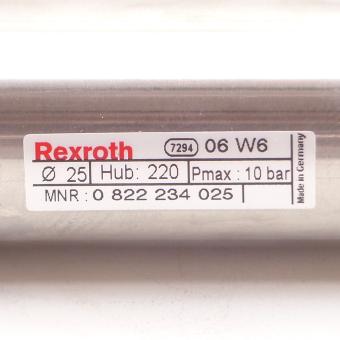 Rexroth 7294 06 W6
Ø 25 Hub: 220 Pmax : 10 bar
MNR : 0 822 234 025
Made in Germany